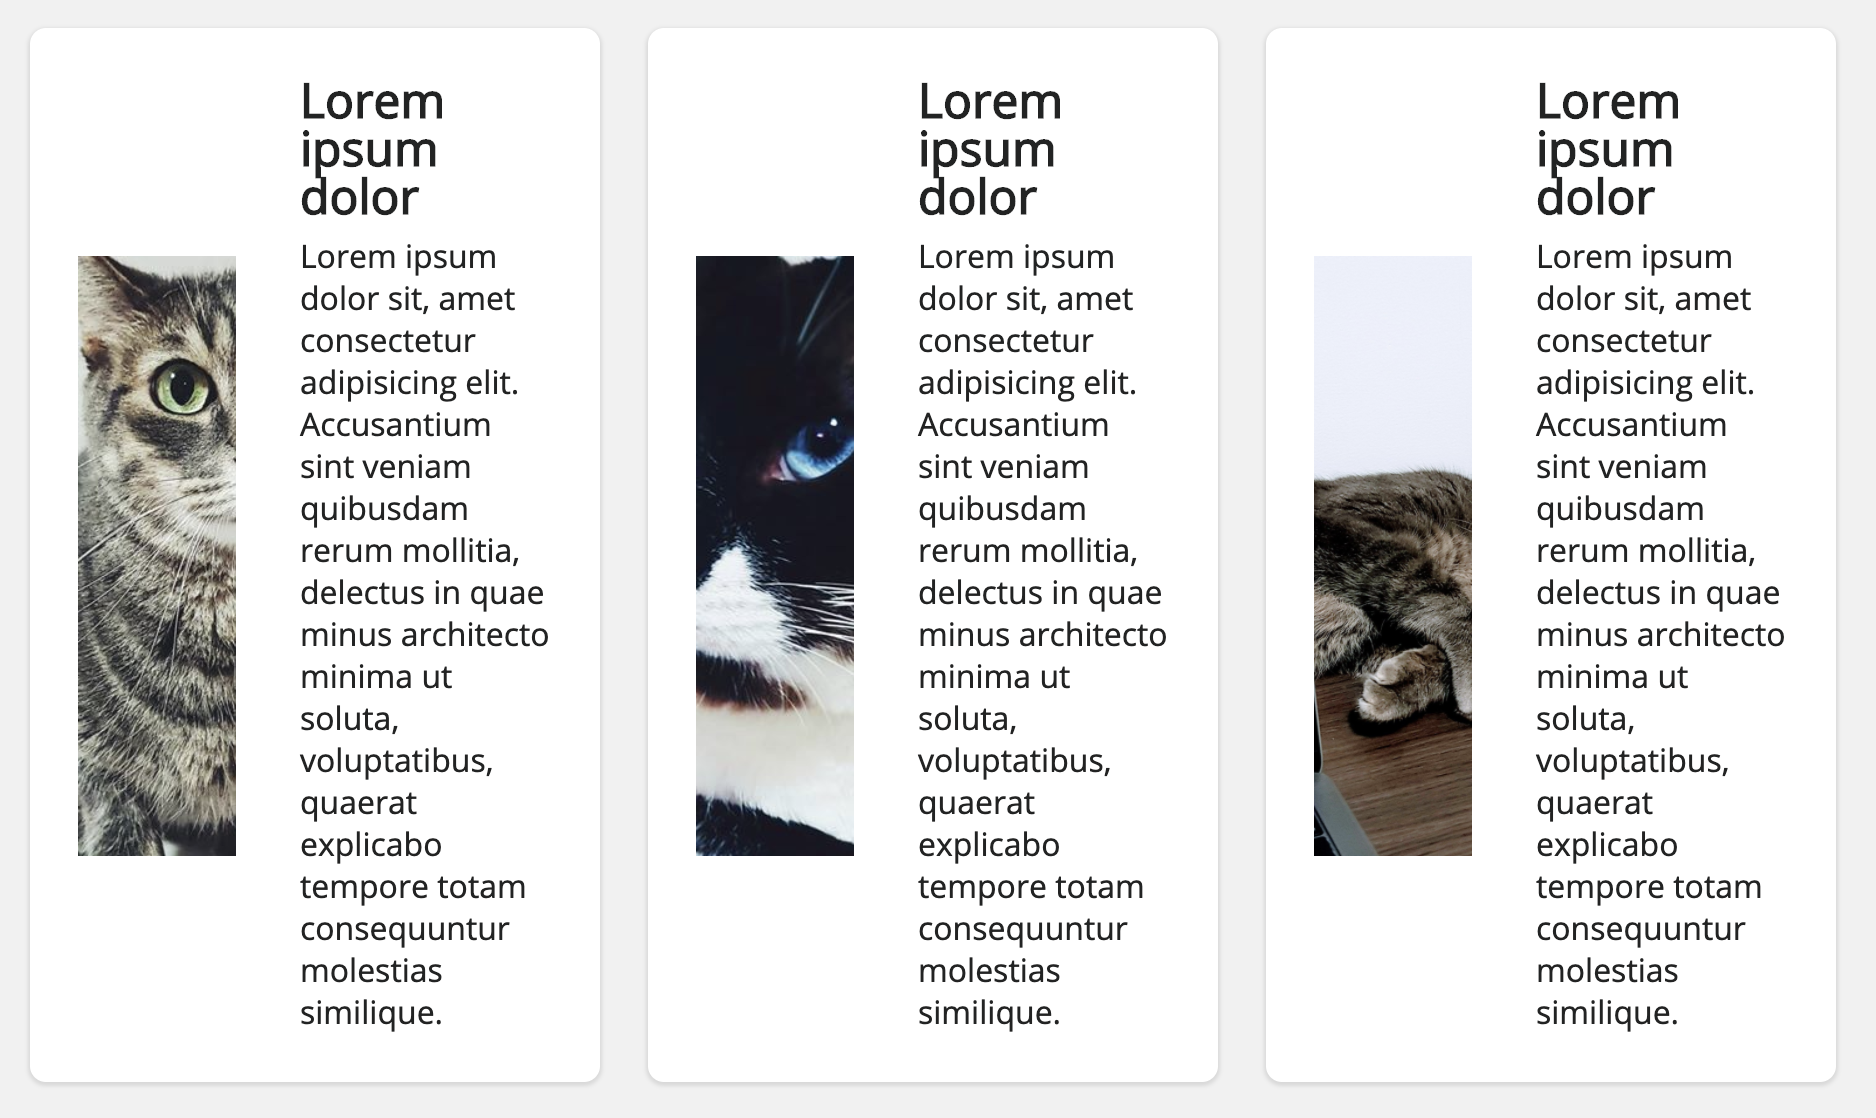 Lorem
ipsum
dolor
Lorem ipsum
dolor sit, amet
consectetur
adipisicing elit.
Accusantium
sint veniam
quibusdam
rerum mollitia,
delectus in quae
minus architecto
minima ut
soluta,
voluptatibus,
quaerat
explicabo
tempore totam
consequuntur
molestias
similique.
Lorem
ipsum
dolor
Lorem ipsum
dolor sit, amet
consectetur
adipisicing elit.
Accusantium
sint veniam
quibusdam
rerum mollitia,
delectus in quae
minus architecto
minima ut
soluta,
voluptatibus,
quaerat
explicabo
tempore totam
consequuntur
molestias
similique.
Lorem
ipsum
dolor
Lorem ipsum
dolor sit, amet
consectetur
adipisicing elit.
Accusantium
sint veniam
quibusdam
rerum mollitia,
delectus in quae
minus architecto
minima ut
soluta,
voluptatibus,
quaerat
explicabo
tempore totam
consequuntur
molestias
similique.